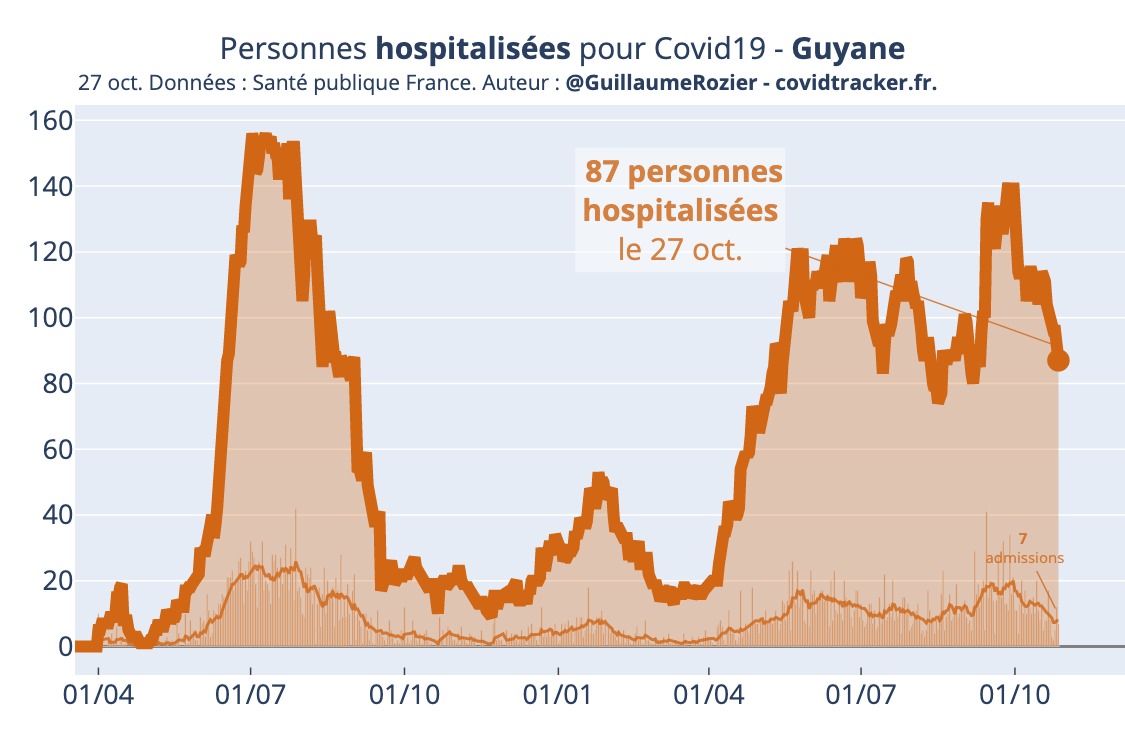 Personnes hospitalisées pour Covid19 - Guyane
27 oct. Données : Santé publique France. Auteur : @GuillaumeRozier - covidtracker.fr.
160
140
120
100
80
60
40
20
0
87 personnes
hospitalisées
le 27 oct.
7
admissions
01/04
01/07
01/10
01/01
01/04
01/07
01/10